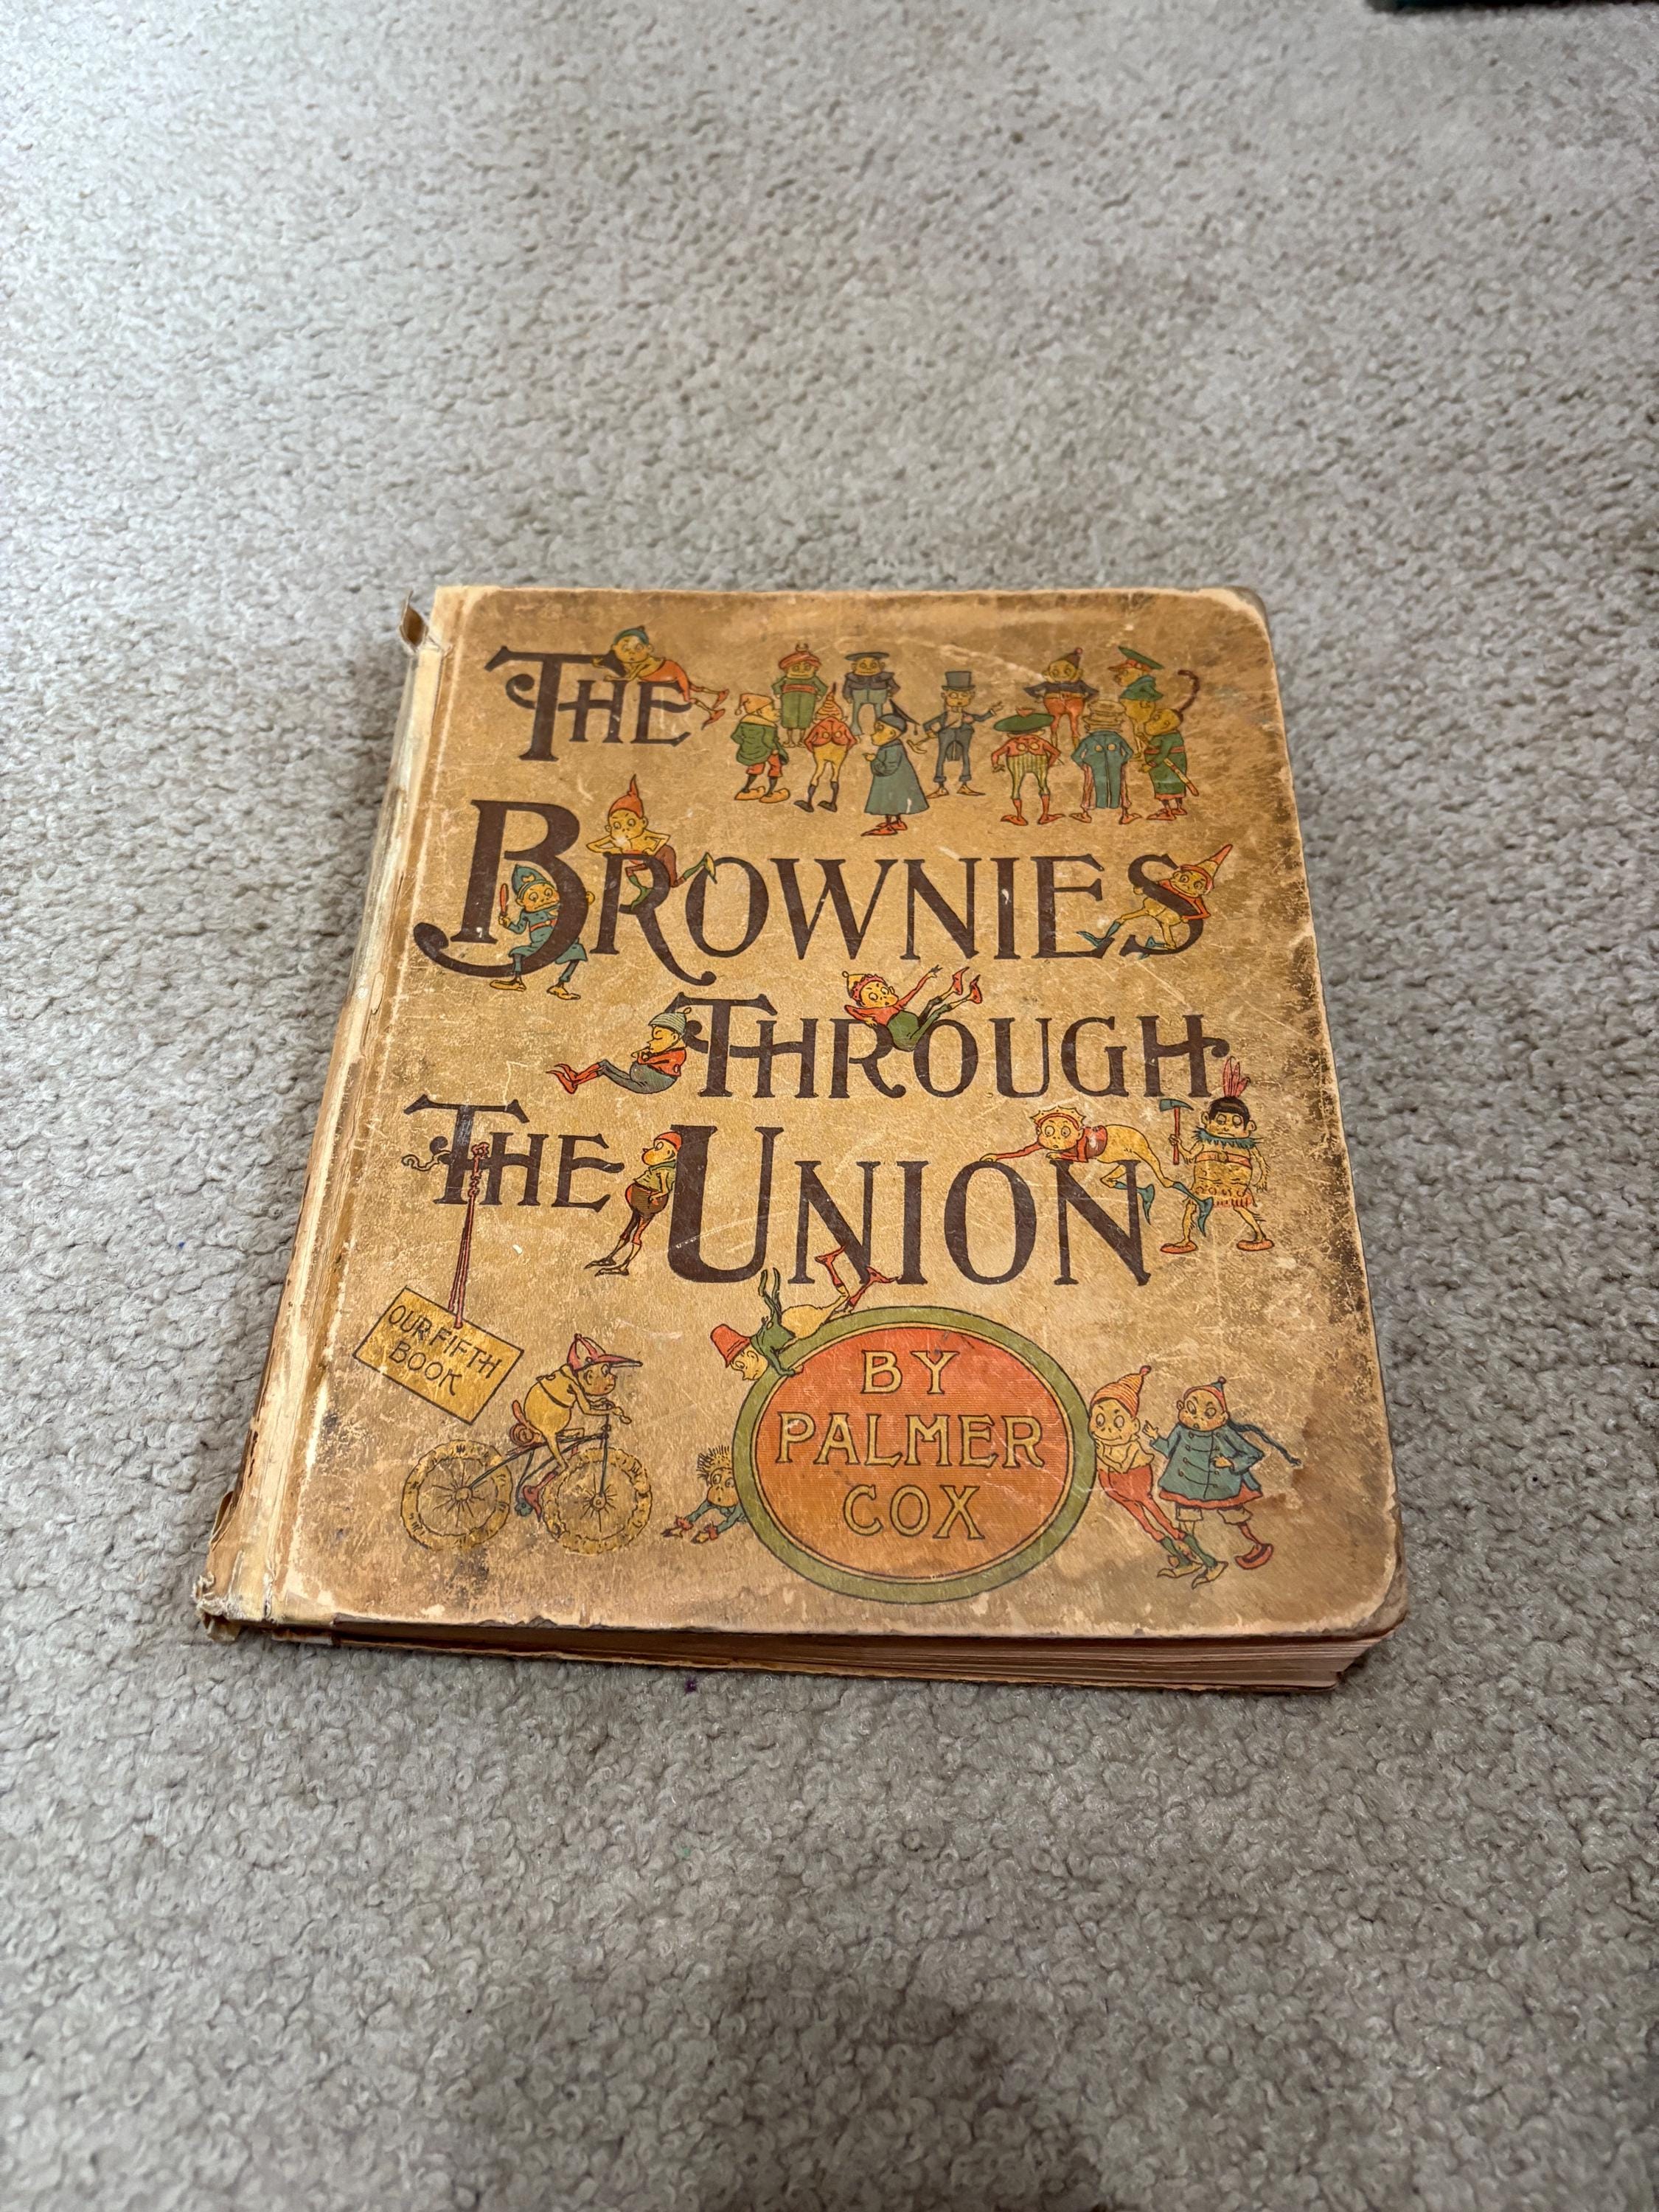 THE
BROWNIES
THROUGH
THE UNION
OUR FIFTH
BOOK
BY
PALMER
COX